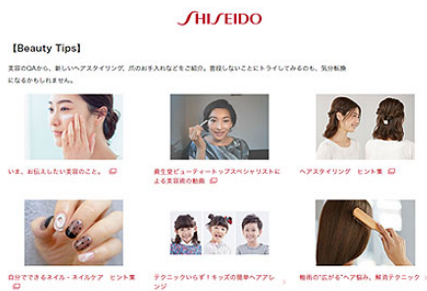 SHISEIDO
【Beauty Tips】
美容のQAから、新しいヘアスタイリング、爪のお手入れなどをご紹介。普段しないことにトライしてみるのも、気分転換
になるかもしれません。
いま、お伝えしたい美容のこと。
資生堂ビューティートップスペシャリストに
よる美容術の動画
ヘアスタイリング ヒント集
自分でできるネイル・ネイルケア ヒント集
テクニックいらず!キッズの簡単ヘアアレ
ンジ
梅雨の"広がる"ヘア悩み、解消テクニック